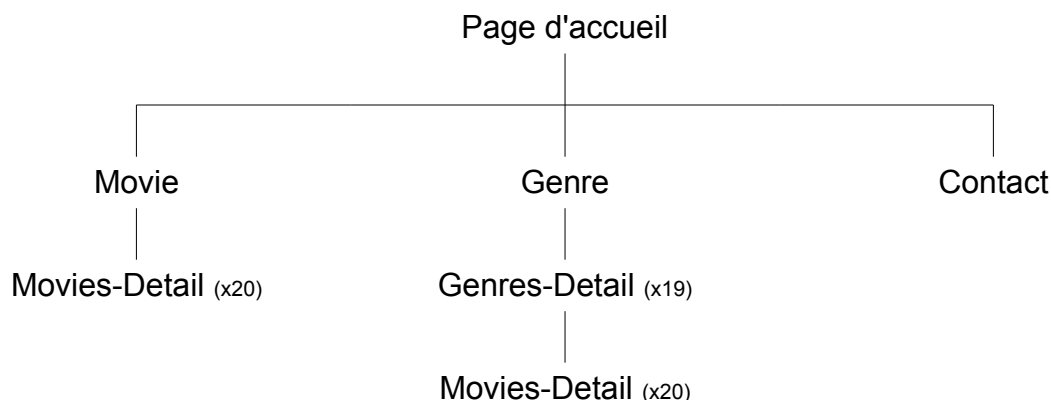 Page d'accueil
Movie Genre Contact
Movies-Detail (x20) Genres-Detail (x19)
Movies-Detail (x20)